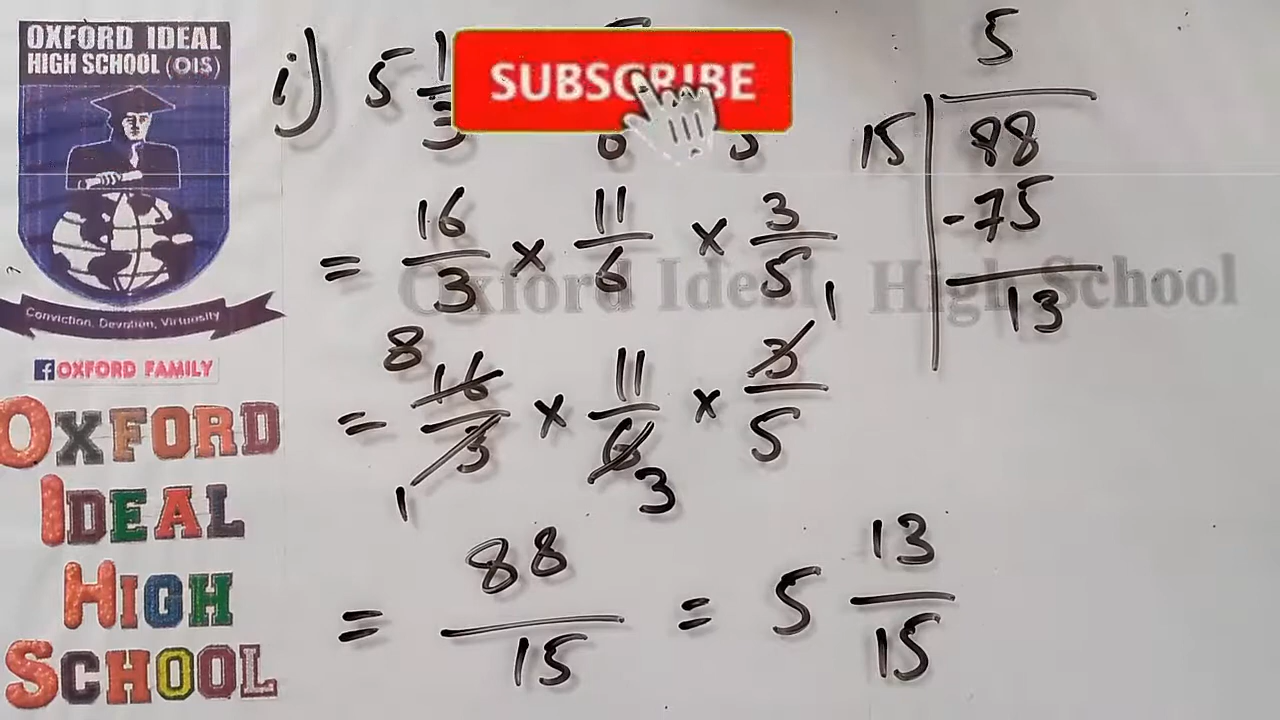 OXFORD IDEAL
HIGH SCHOOL (OIS)
Conviction, Devotion, Virtuosity
f OXFORD FAMILY
OXFORD
IDEAL
HIGH
SCHOOL
Oxford Ideal High School
SUBSCRIBE
i) 5 1/3
= 16/3 × 11/6 × 3/5
8 1
= 16/3 × 11/6 × 3/5
1 3
= 88/15 = 5 13/15
5
15 88
-75
13